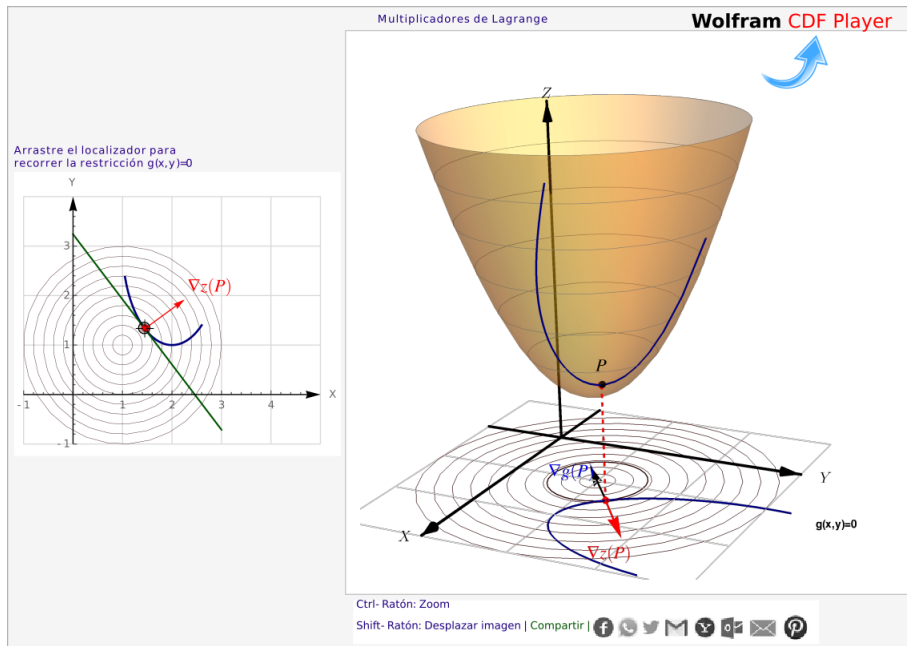 Multiplicadores de Lagrange
Wolfram CDF Player
Arrastre el localizador para
recorrer la restricción g(x,y)=0
Y
3
2
1
-1
1
2
3
4
X
-1
∇z(P)
Z
P
∇g(P
Y
X
g(x,y)=0
∇z(P)
Ctrl- Ratón: Zoom
Shift- Ratón: Desplazar imagen | Compartir |